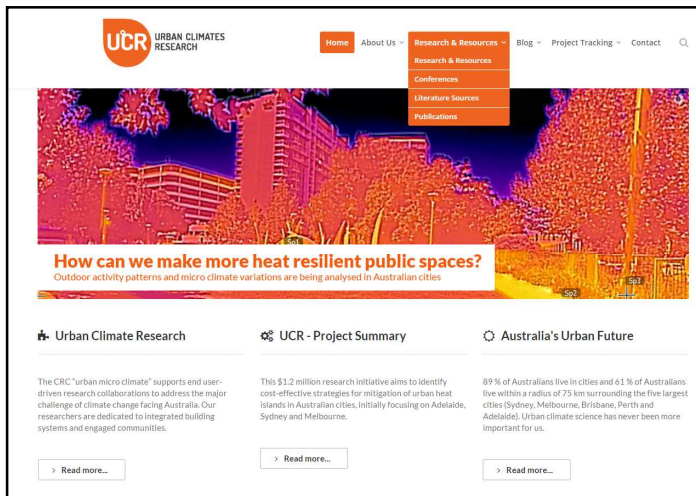 UCR
URBAN CLIMATES
RESEARCH
Home About Us Research & Resources Blog Project Tracking Contact
Research & Resources
Conferences
Literature Sources
Publications
Sp1
How can we make more heat resilient public spaces?
Outdoor activity patterns and micro climate variations are being analysed in Australian cities
Sp2
Sp3
Urban Climate Research
The CRC "urban micro climate" supports end user-
driven research collaborations to address the major
challenge of climate change facing Australia. Our
researchers are dedicated to integrated building
systems and engaged communities.
> Read more...
UCR - Project Summary
This $1.2 million research initiative aims to identify
cost-effective strategies for mitigation of urban heat
islands in Australian cities, initially focusing on Adelaide,
Sydney and Melbourne.
> Read more...
Australia's Urban Future
89 % of Australians live in cities and 61 % of Australians
live within a radius of 75 km surrounding the five largest
cities (Sydney, Melbourne, Brisbane, Perth and
Adelaide). Urban climate science has never been more
important for us.
> Read more...